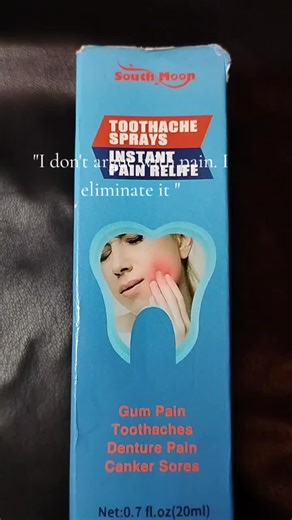 South Moon
TOOTHACHE
SPRAYS
INSTANT
PAIN RELIFE
"I don't pain. I
eliminate it "
Gum Pain
Toothaches
Denture Pain
Canker Sores
Net:0.7 fl.oz(20ml)